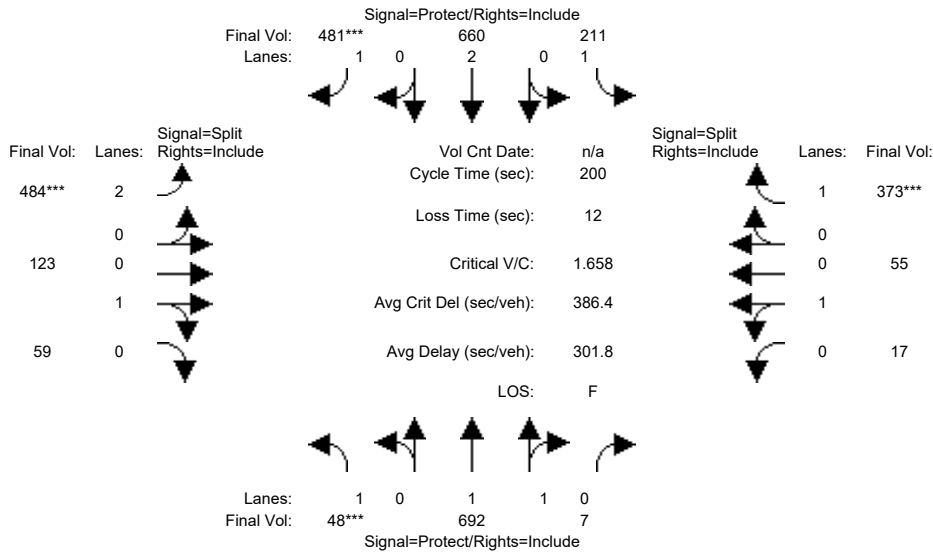 Signal=Protect/Rights=Include
Final Vol: 481*** 660 211
Lanes: 1 0 2 0 1
Signal=Split
Final Vol: Lanes: Rights=Include
Vol Cnt Date: n/a
Signal=Split
Rights=Include Lanes: Final Vol:
Cycle Time (sec): 200
484*** 2 1 373***
Loss Time (sec): 12
0 0
123 0 Critical V/C: 1.658 0 55
1 Avg Crit Del (sec/veh): 386.4 1
59 0 Avg Delay (sec/veh): 301.8 0 17
LOS: F
Lanes: 1 0 1 1 0
Final Vol: 48*** 692 7
Signal=Protect/Rights=Include